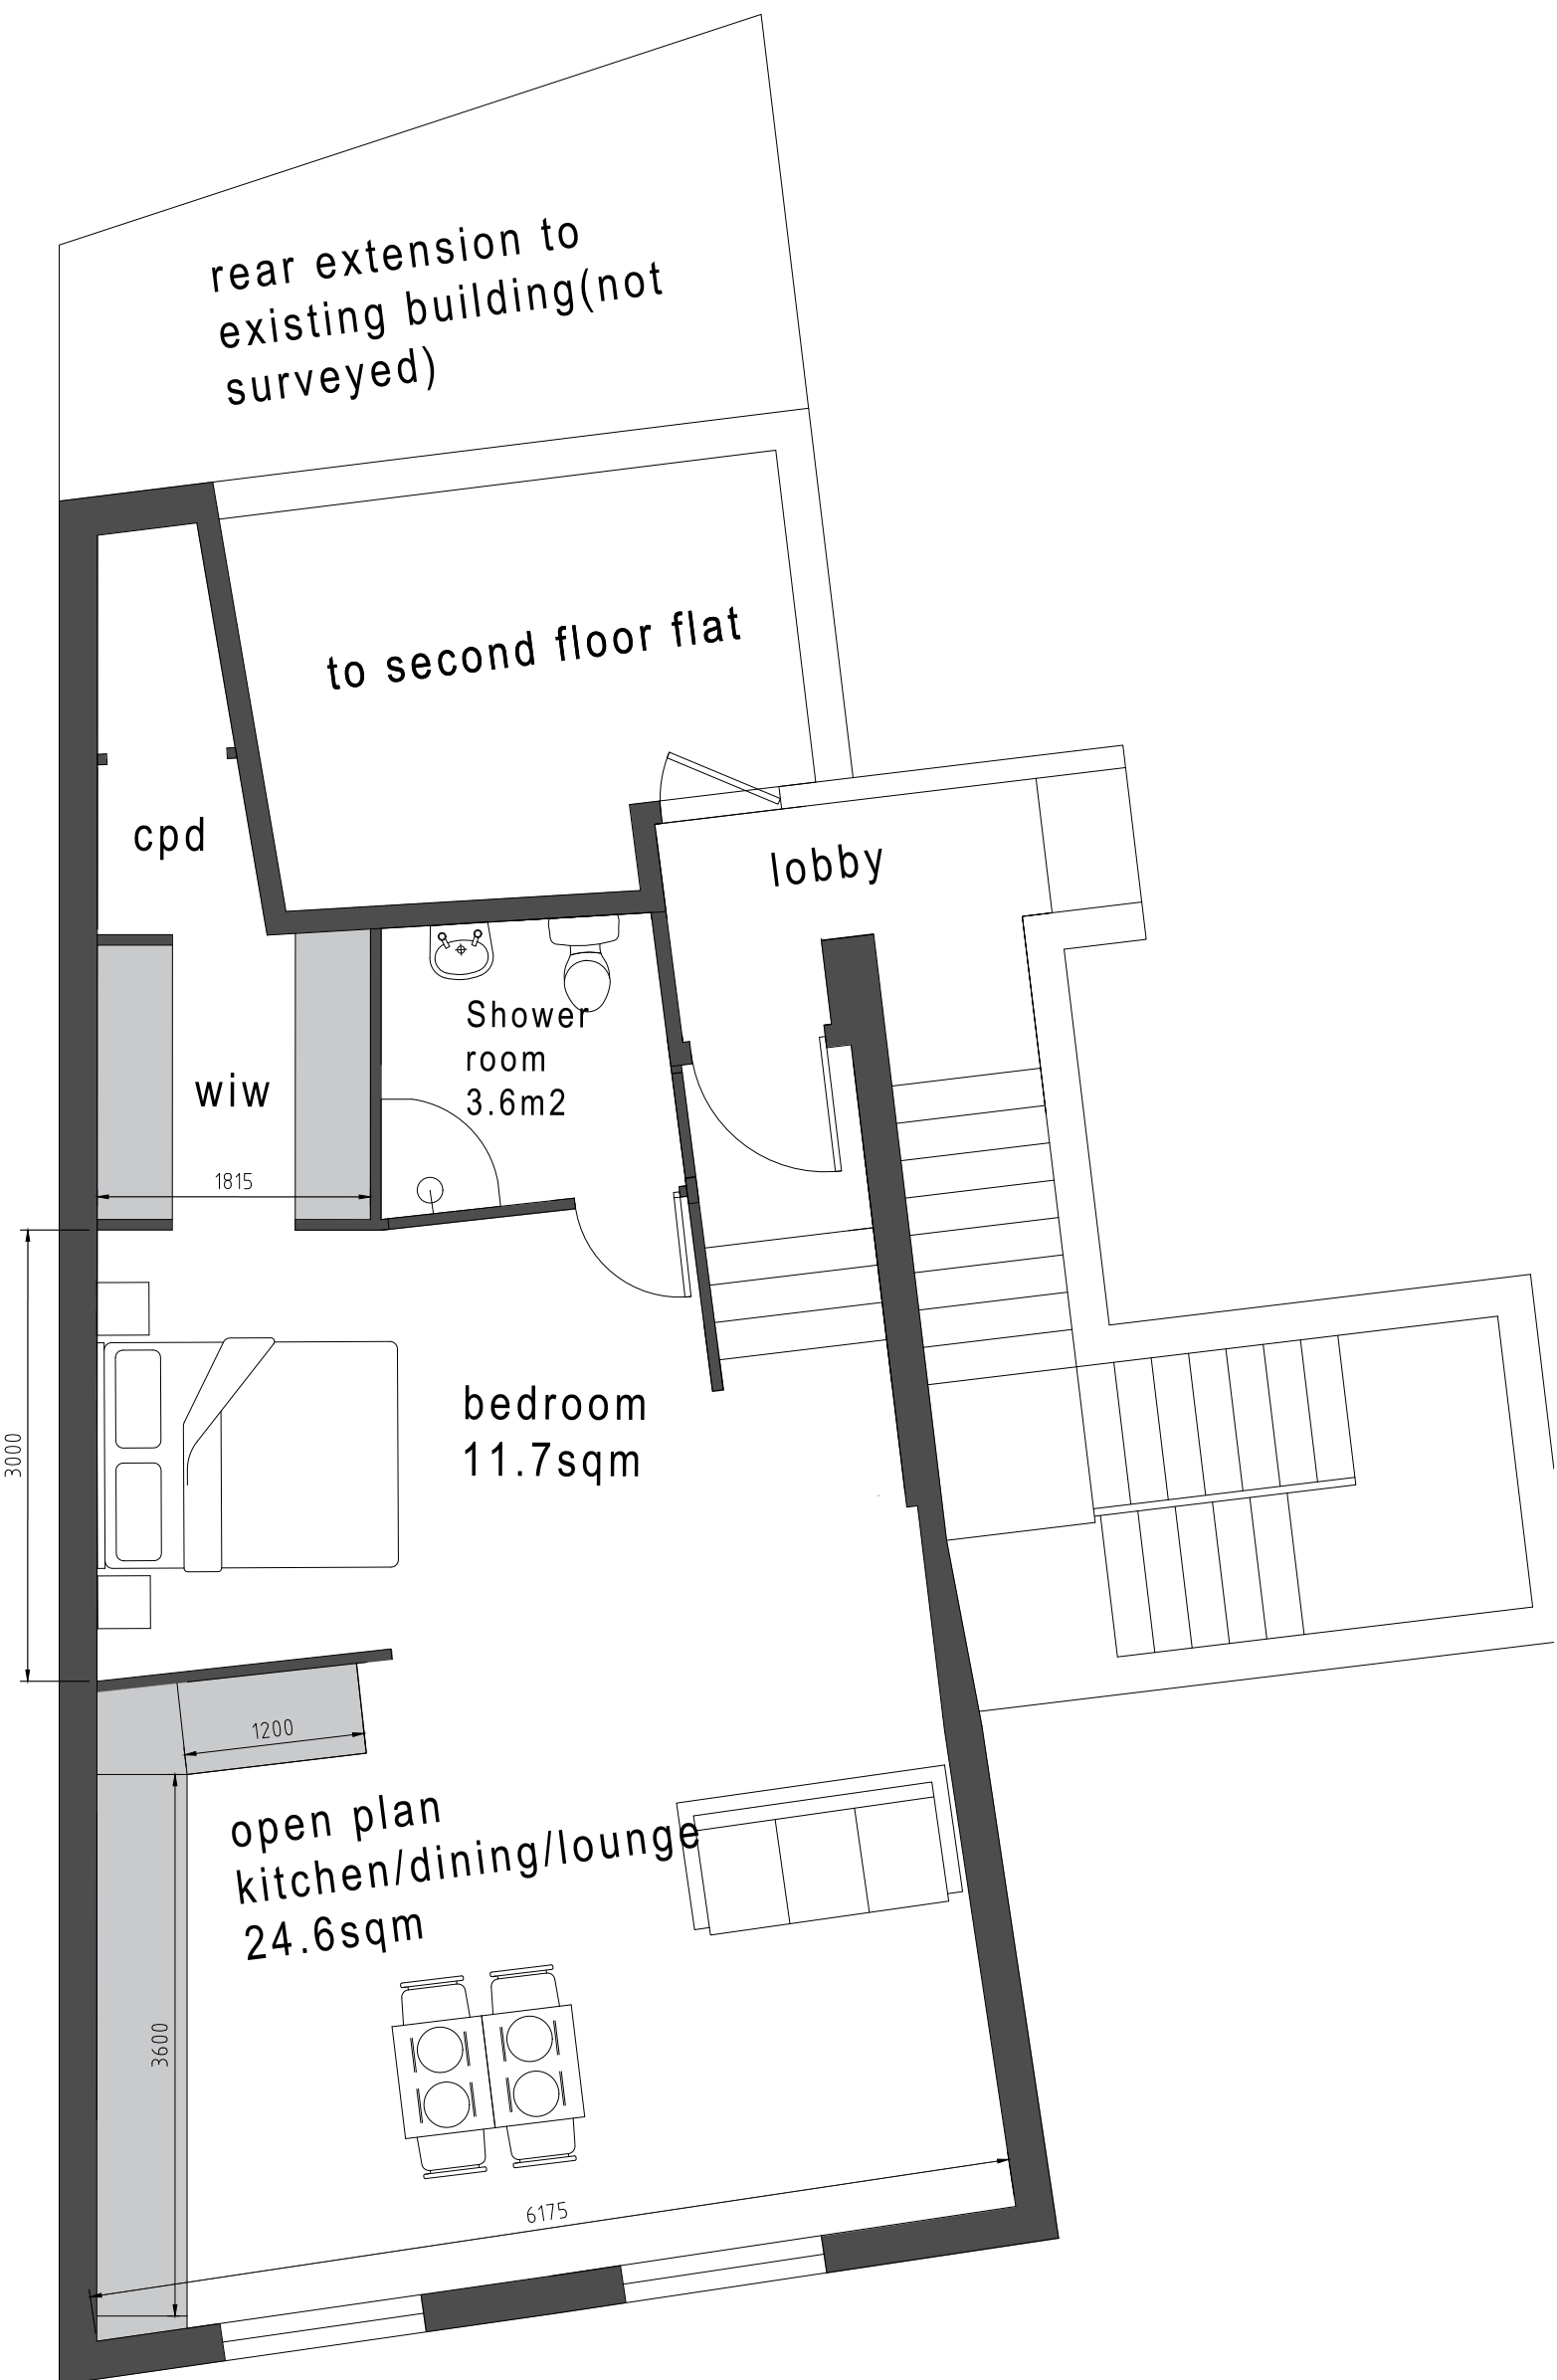 rear extension to
existing building(not
surveyed)
to second floor flat
cpd
lobby
Shower
room
3.6m2
wiw
1815
bedroom
11.7sqm
3000
1200
open plan
kitchen/dining/lounge
24.6sqm
3600
6175